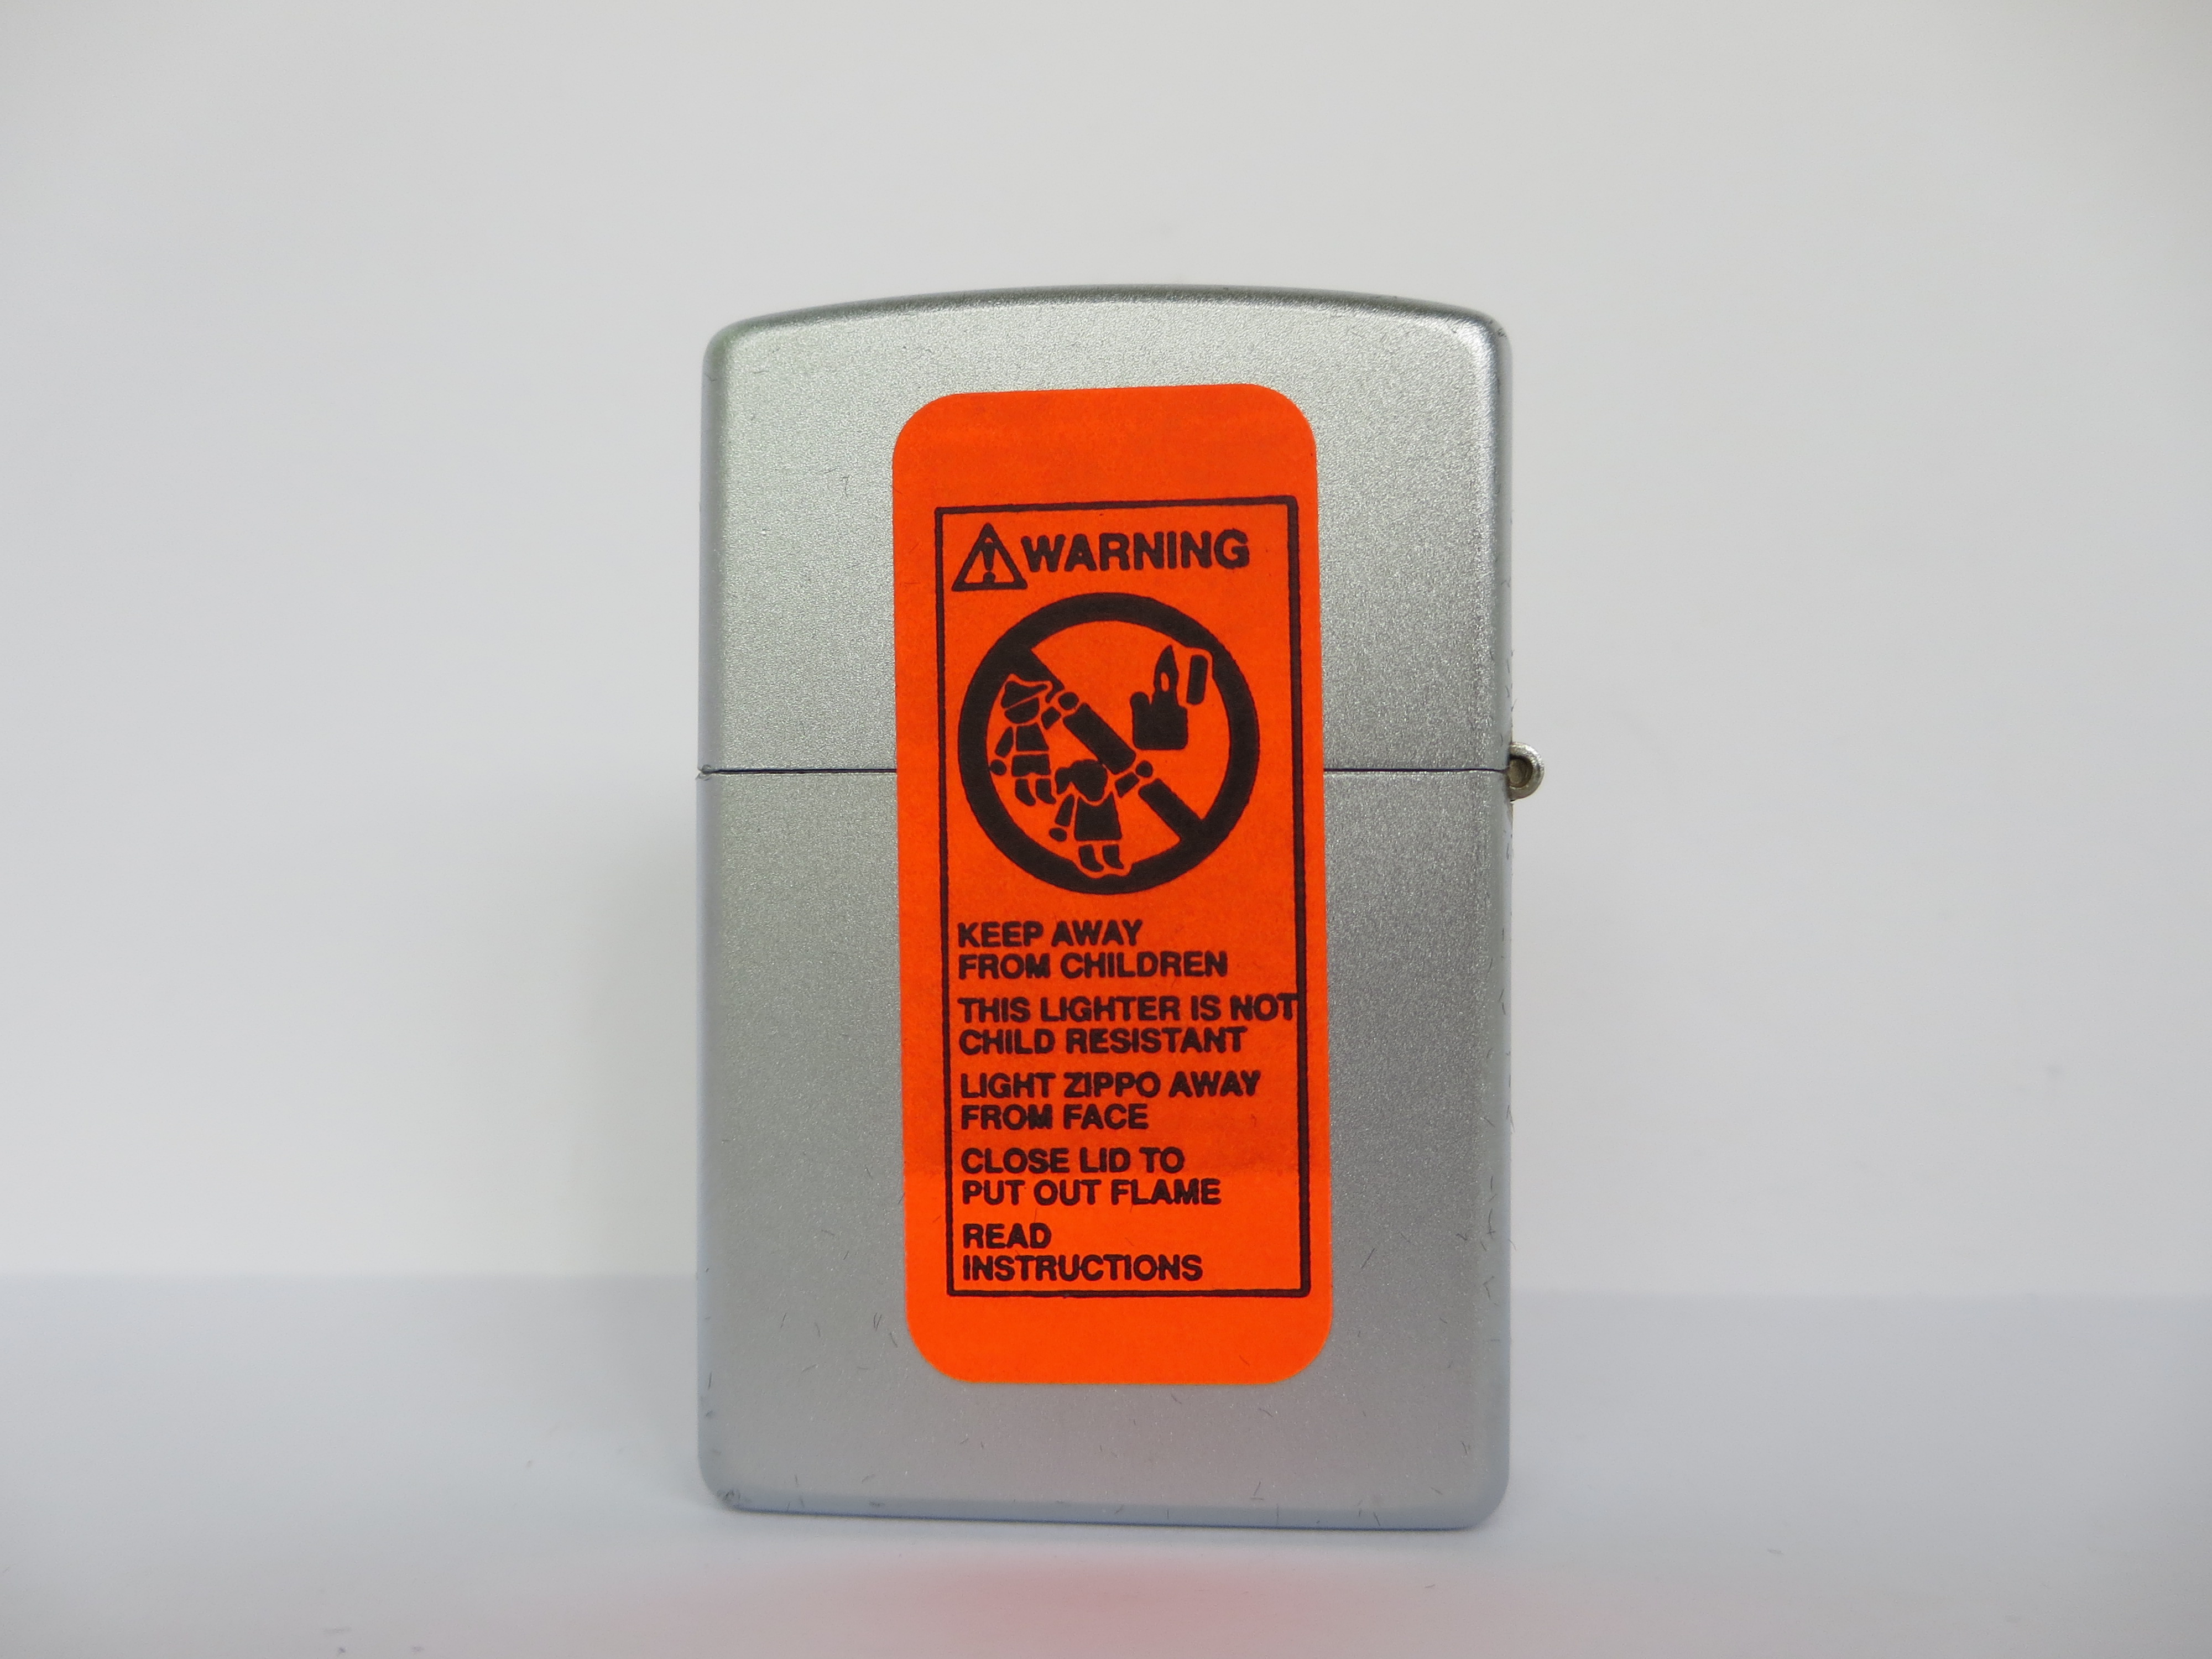 WARNING
KEEP AWAY
FROM CHILDREN
THIS LIGHTER IS NOT
CHILD RESISTANT
LIGHT ZIPPO AWAY
FROM FACE
CLOSE LID TO
PUT OUT FLAME
READ
INSTRUCTIONS